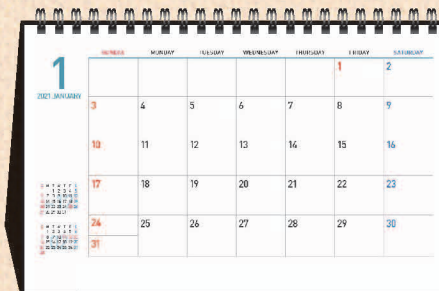 1
2021 JANUARY
SUNDAY MONDAY TUESDAY WEDNESDAY THURSDAY FRIDAY SATURDAY
1 2
3 4 5 6 7 8 9
10 11 12 13 14 15 16
17 18 19 20 21 22 23
24 25 26 27 28 29 30
31